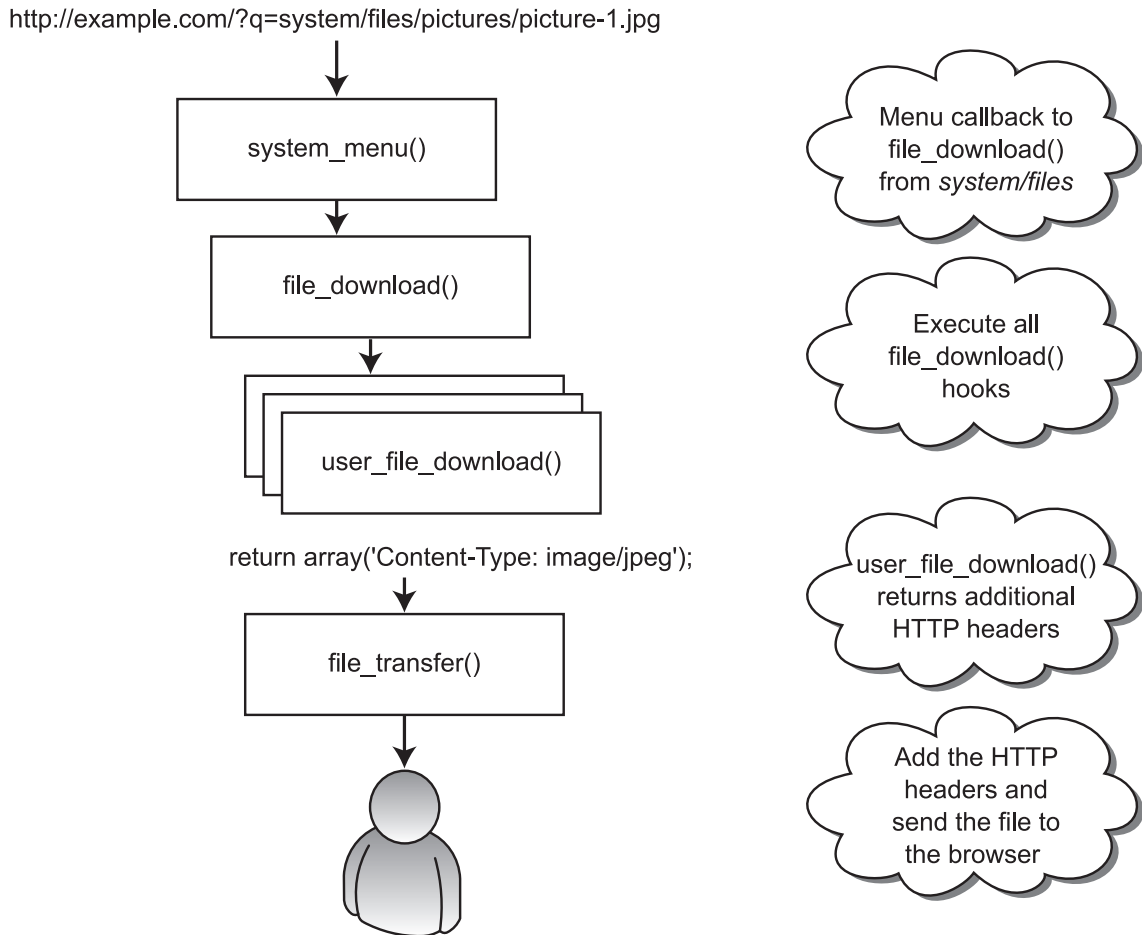 http://example.com/?q=system/files/pictures/picture-1.jpg
system_menu()
Menu callback to
file_download()
from system/files
file_download()
Execute all
file_download()
hooks
user_file_download()
return array('Content-Type: image/jpeg');
user_file_download()
returns additional
HTTP headers
file_transfer()
Add the HTTP
headers and
send the file to
the browser